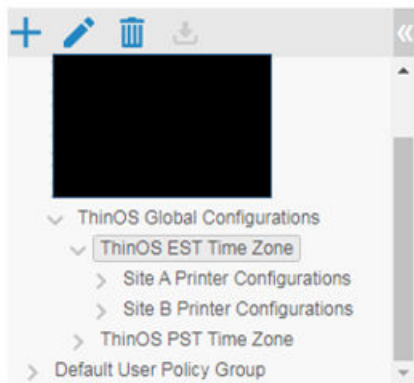 ThinOS Global Configurations
ThinOS EST Time Zone
Site A Printer Configurations
Site B Printer Configurations
ThinOS PST Time Zone
Default User Policy Group